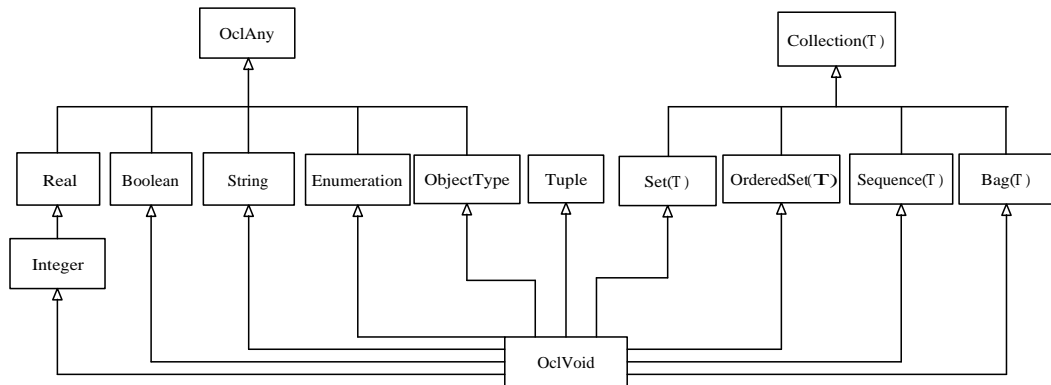 OclAny
Collection(T)
Real
Boolean
String
Enumeration
ObjectType
Tuple
Set(T)
OrderedSet(T)
Sequence(T)
Bag(T)
Integer
OclVoid